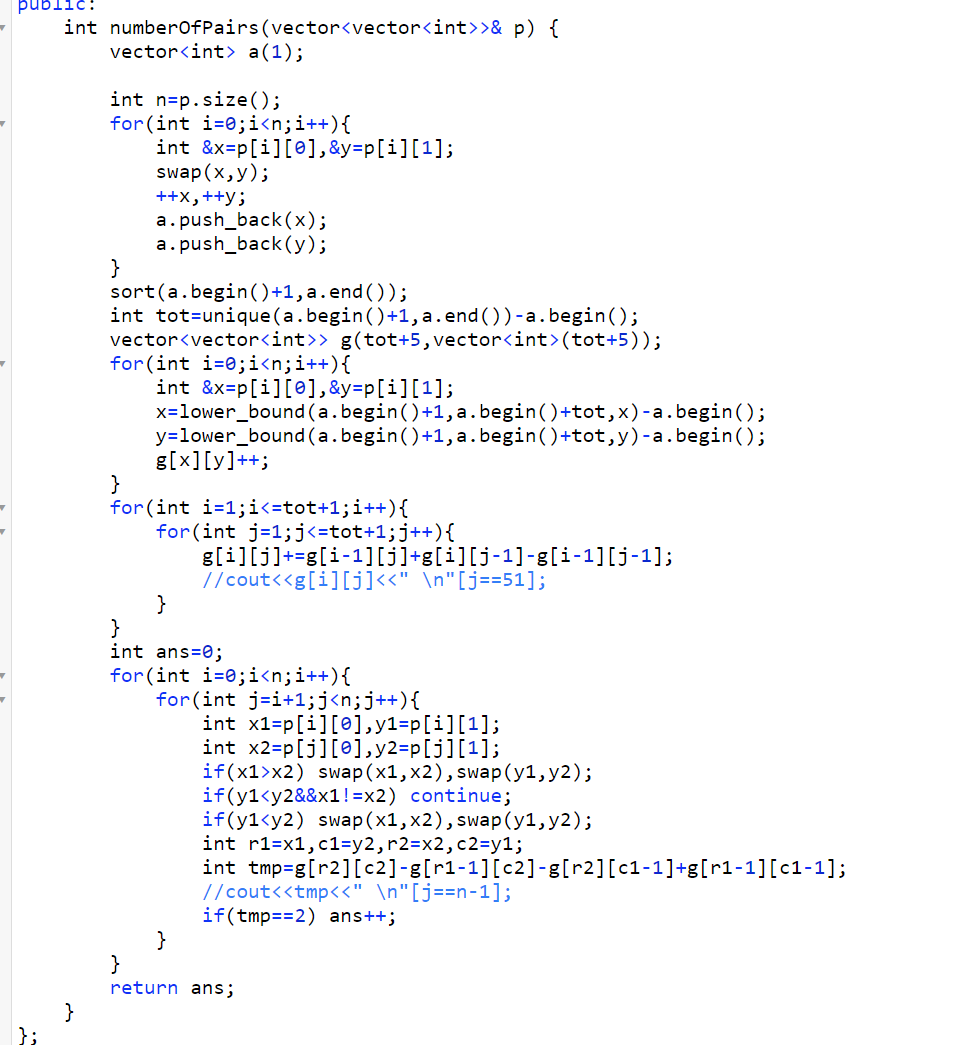 public:
    int numberOfPairs(vector<vector<int>>& p) {
        vector<int> a(1);

        int n=p.size();
        for(int i=0;i<n;i++){
            int &x=p[i][0],&y=p[i][1];
            swap(x,y);
            ++x,++y;
            a.push_back(x);
            a.push_back(y);
        }
        sort(a.begin()+1,a.end());
        int tot=unique(a.begin()+1,a.end())-a.begin();
        vector<vector<int>> g(tot+5,vector<int>(tot+5));
        for(int i=0;i<n;i++){
            int &x=p[i][0],&y=p[i][1];
            x=lower_bound(a.begin()+1,a.begin()+tot,x)-a.begin();
            y=lower_bound(a.begin()+1,a.begin()+tot,y)-a.begin();
            g[x][y]++;
        }
        for(int i=1;i<=tot+1;i++){
            for(int j=1;j<=tot+1;j++){
                g[i][j]+=g[i-1][j]+g[i][j-1]-g[i-1][j-1];
                //cout<<g[i][j]<<" \n"[j==51];
            }
        }
        int ans=0;
        for(int i=0;i<n;i++){
            for(int j=i+1;j<n;j++){
                int x1=p[i][0],y1=p[i][1];
                int x2=p[j][0],y2=p[j][1];
                if(x1>x2) swap(x1,x2),swap(y1,y2);
                if(y1<y2&&x1!=x2) continue;
                if(y1<y2) swap(x1,x2),swap(y1,y2);
                int r1=x1,c1=y2,r2=x2,c2=y1;
                int tmp=g[r2][c2]-g[r1-1][c2]-g[r2][c1-1]+g[r1-1][c1-1];
                //cout<<tmp<<" \n"[j==n-1];
                if(tmp==2) ans++;
            }
        }
        return ans;
    }
};